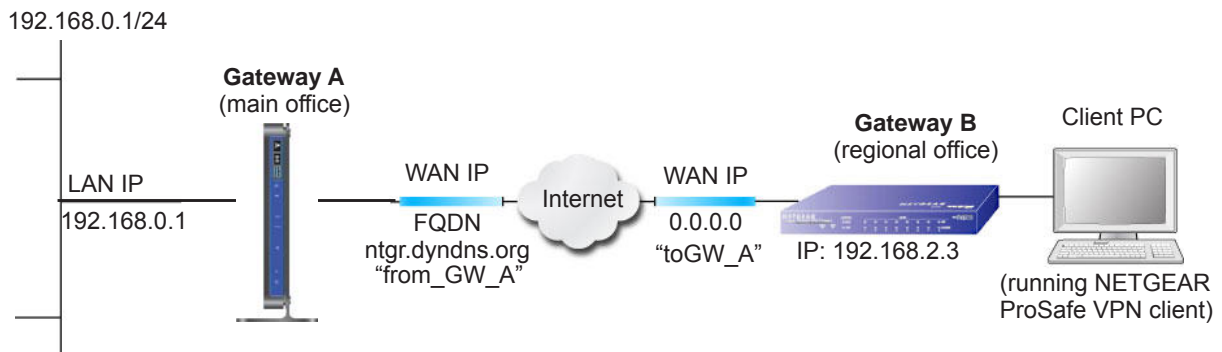 192.168.0.1/24
Gateway A
(main office)
LAN IP
192.168.0.1
WAN IP
FQDN
ntgr.dyndns.org
“from_GW_A”
Internet
WAN IP
0.0.0.0
“toGW_A”
Gateway B
(regional office)
NETGEAR
IP: 192.168.2.3
Client PC
(running NETGEAR
ProSafe VPN client)